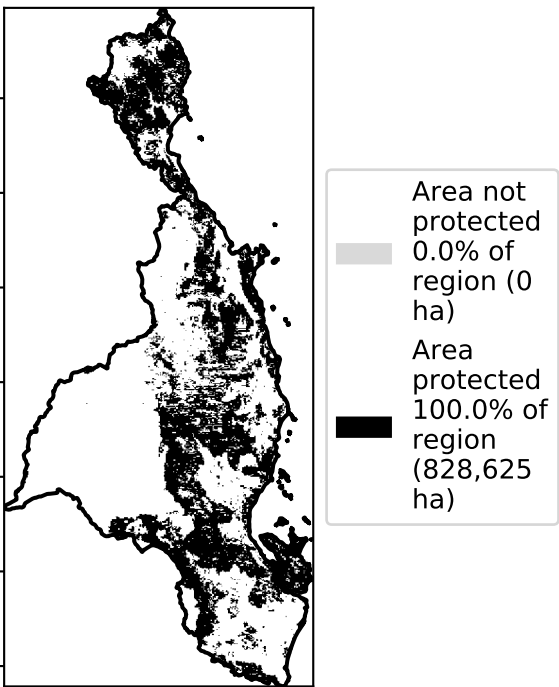 Area not
protected
0.0% of
region (0
ha)
Area
protected
100.0% of
region
(828,625
ha)